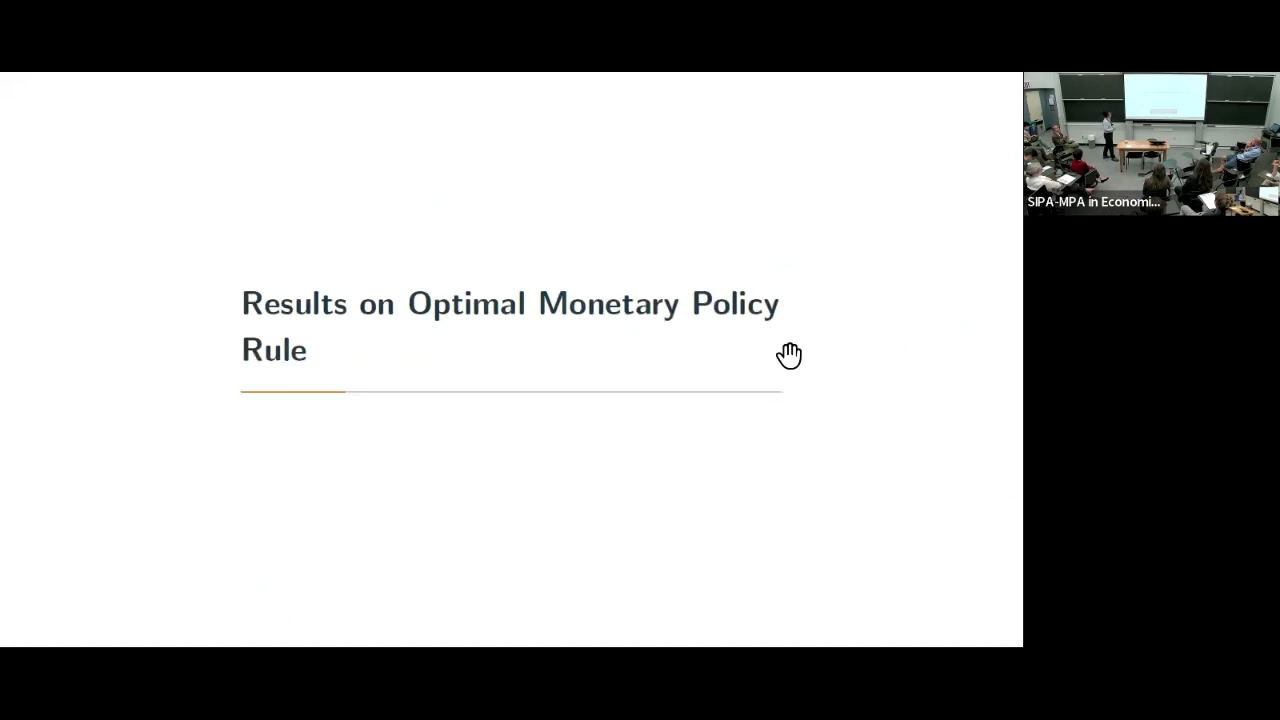 Results on Optimal Monetary Policy
Rule
SIPA-MPA in Economi...